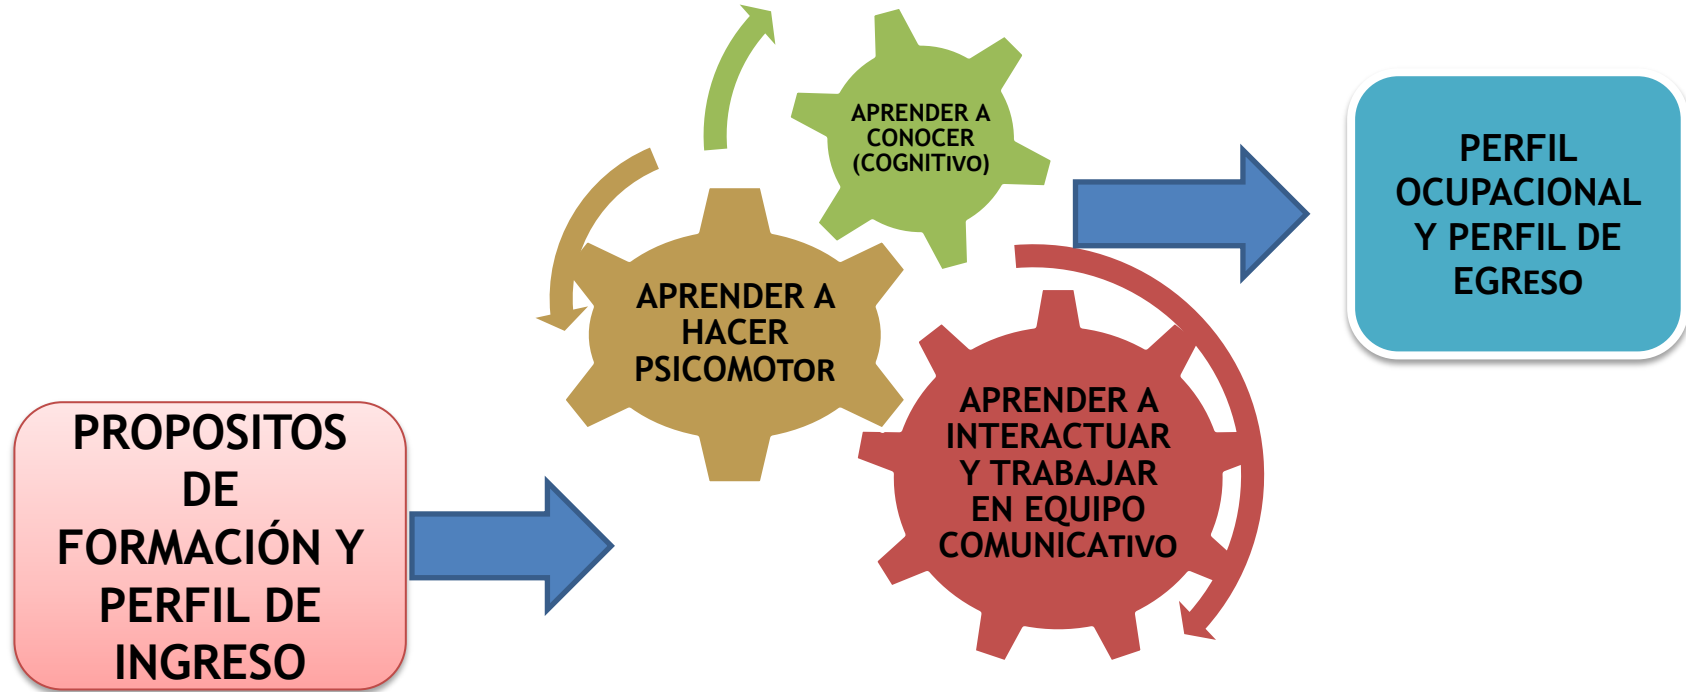 PROPOSITOS
DE
FORMACIÓN Y
PERFIL DE
INGRESO
APRENDER A
HACER
PSICOMOTOR
APRENDER A
CONOCER
(COGNITIVO)
APRENDER A
INTERACTUAR
Y TRABAJAR
EN EQUIPO
COMUNICATIVO
PERFIL
OCUPACIONAL
Y PERFIL DE
EGRESO